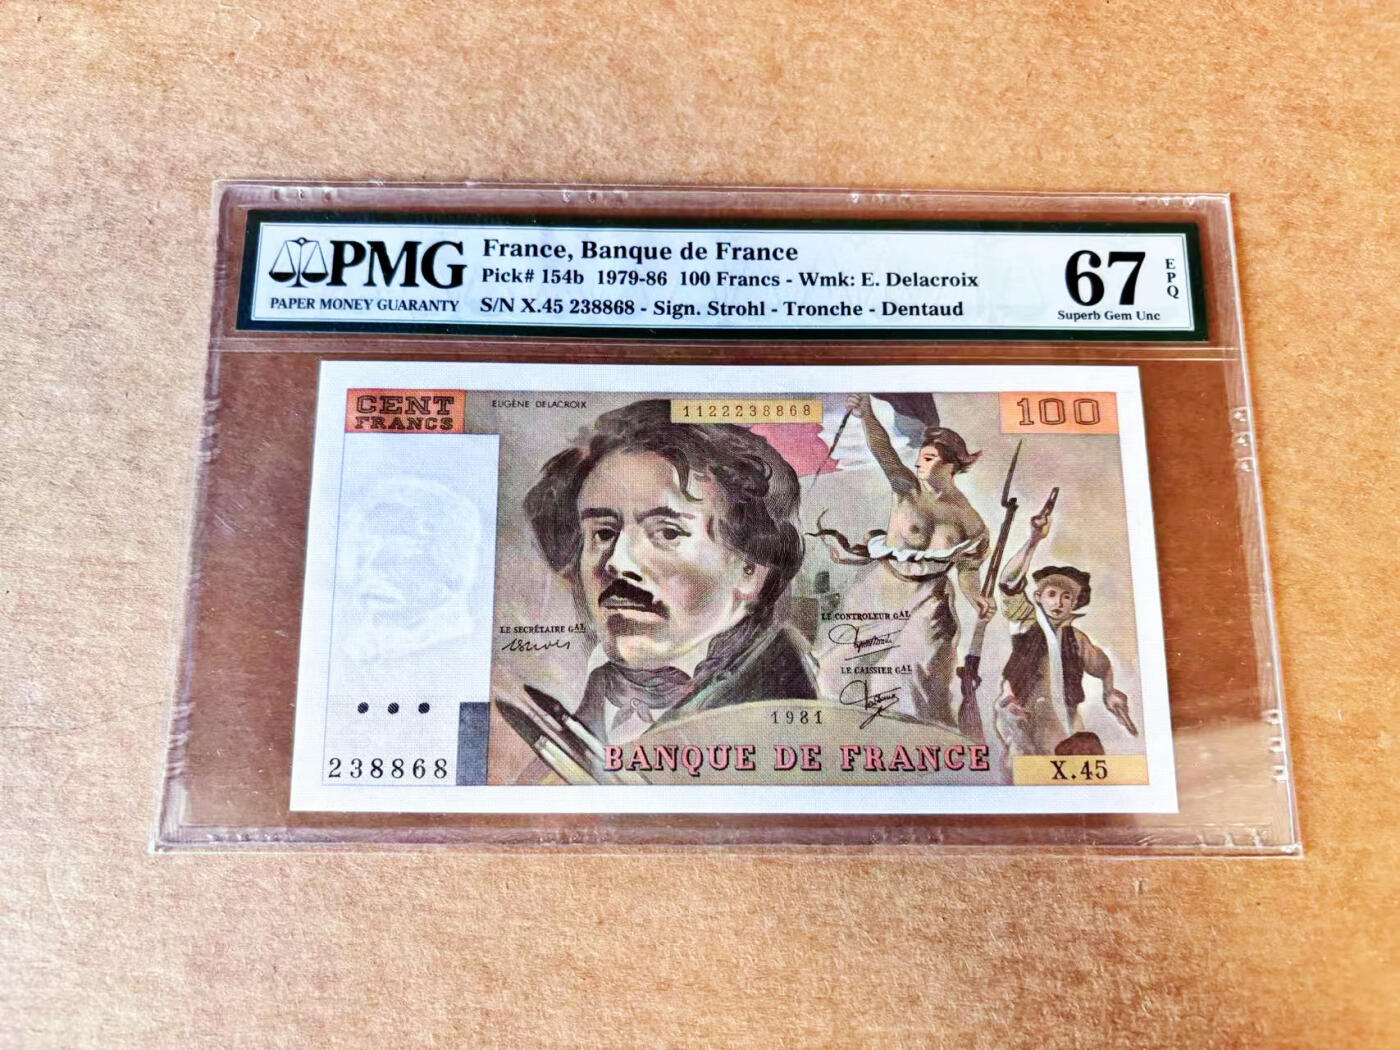 PMG
PAPER MONEY GUARANTY
France, Banque de France
Pick# 154b 1979-86 100 Francs - Wmk: E. Delacroix
S/N X.45 238868 - Sign. Strohl - Tronche - Dentaud
67
EPQ
Superb Gem Unc
CENT
FRANCS
EUGÈNE DELACROIX
1122238868
100
LE SECRÉTAIRE GAL
LE CONTROLEUR GAL
LE CAISSIER GAL
1981
BANQUE DE FRANCE
238868
X.45